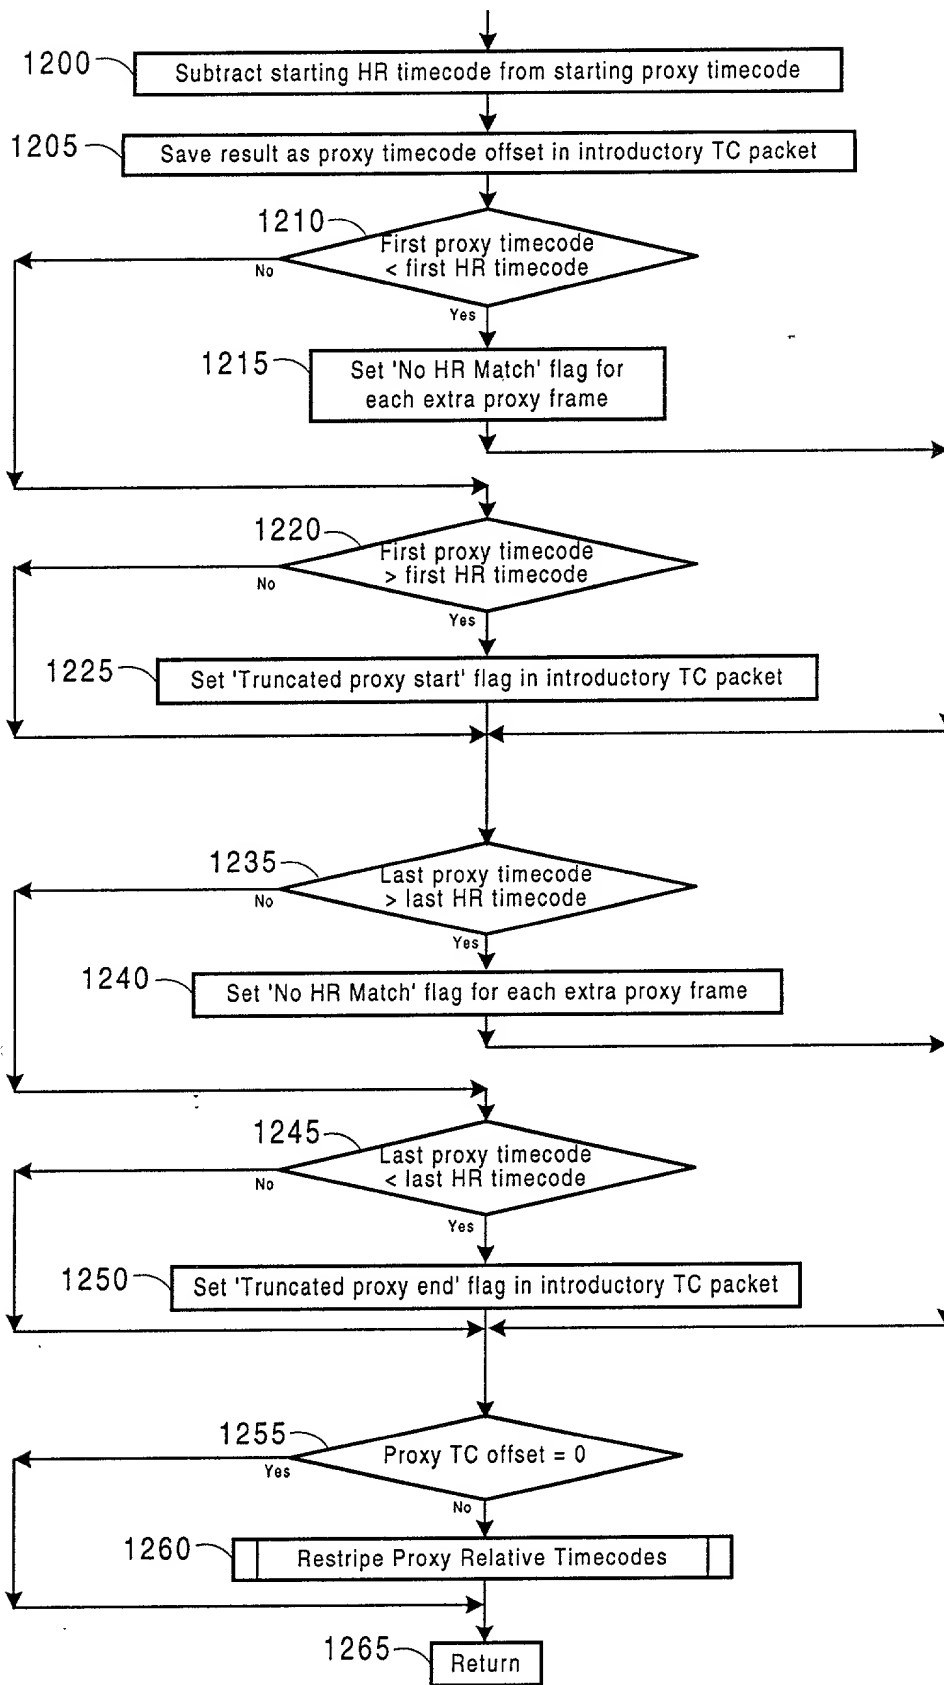 1200
Subtract starting HR timecode from starting proxy timecode
1205
Save result as proxy timecode offset in introductory TC packet
1210
First proxy timecode
< first HR timecode
No
Yes
1215
Set 'No HR Match' flag for
each extra proxy frame
1220
First proxy timecode
> first HR timecode
No
Yes
1225
Set 'Truncated proxy start' flag in introductory TC packet
1235
Last proxy timecode
> last HR timecode
No
Yes
1240
Set 'No HR Match' flag for each extra proxy frame
1245
Last proxy timecode
< last HR timecode
No
Yes
1250
Set 'Truncated proxy end' flag in introductory TC packet
1255
Proxy TC offset = 0
Yes
No
1260
Restripe Proxy Relative Timecodes
1265
Return